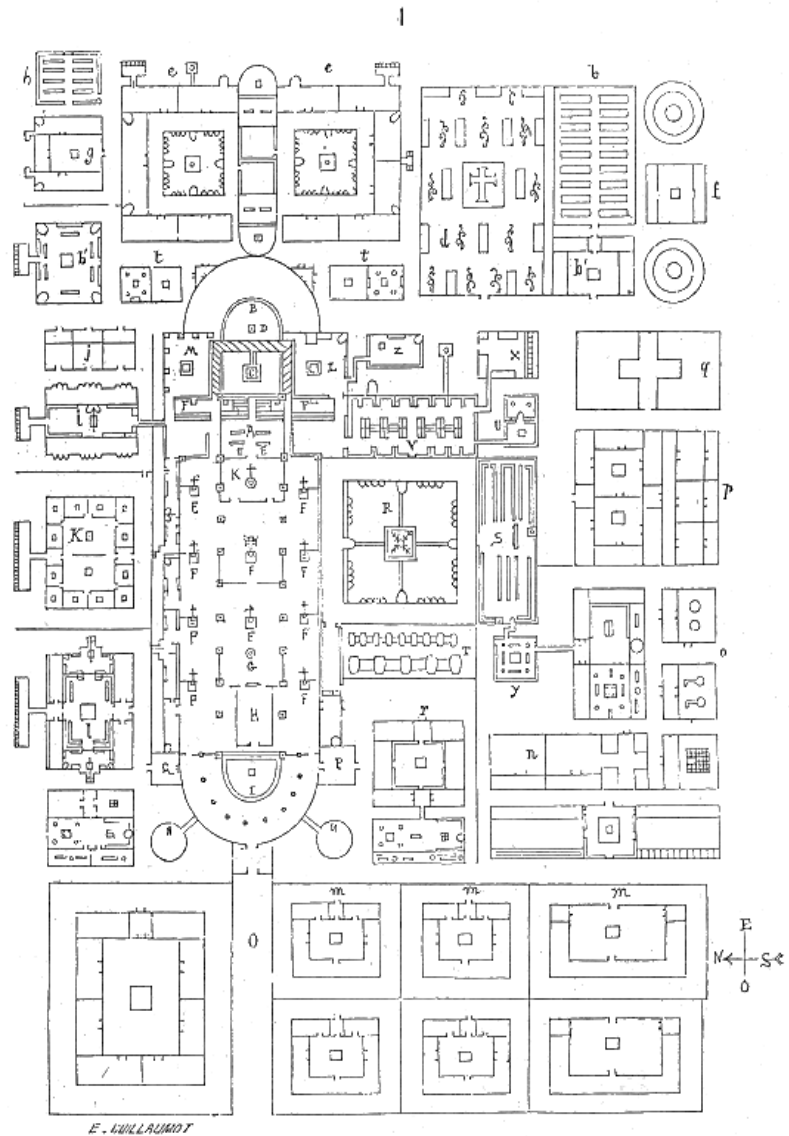 1
h e e b
g f
b' d b'
t t
B
D
M C L Z X q
j
i F F V u
A
E E
K R S p
E F
K
F F F
F E F
G T
F F
y o
l H r n
Q I P
N N
h
O m m m
E
N S
O
E. GUILLAUMOT